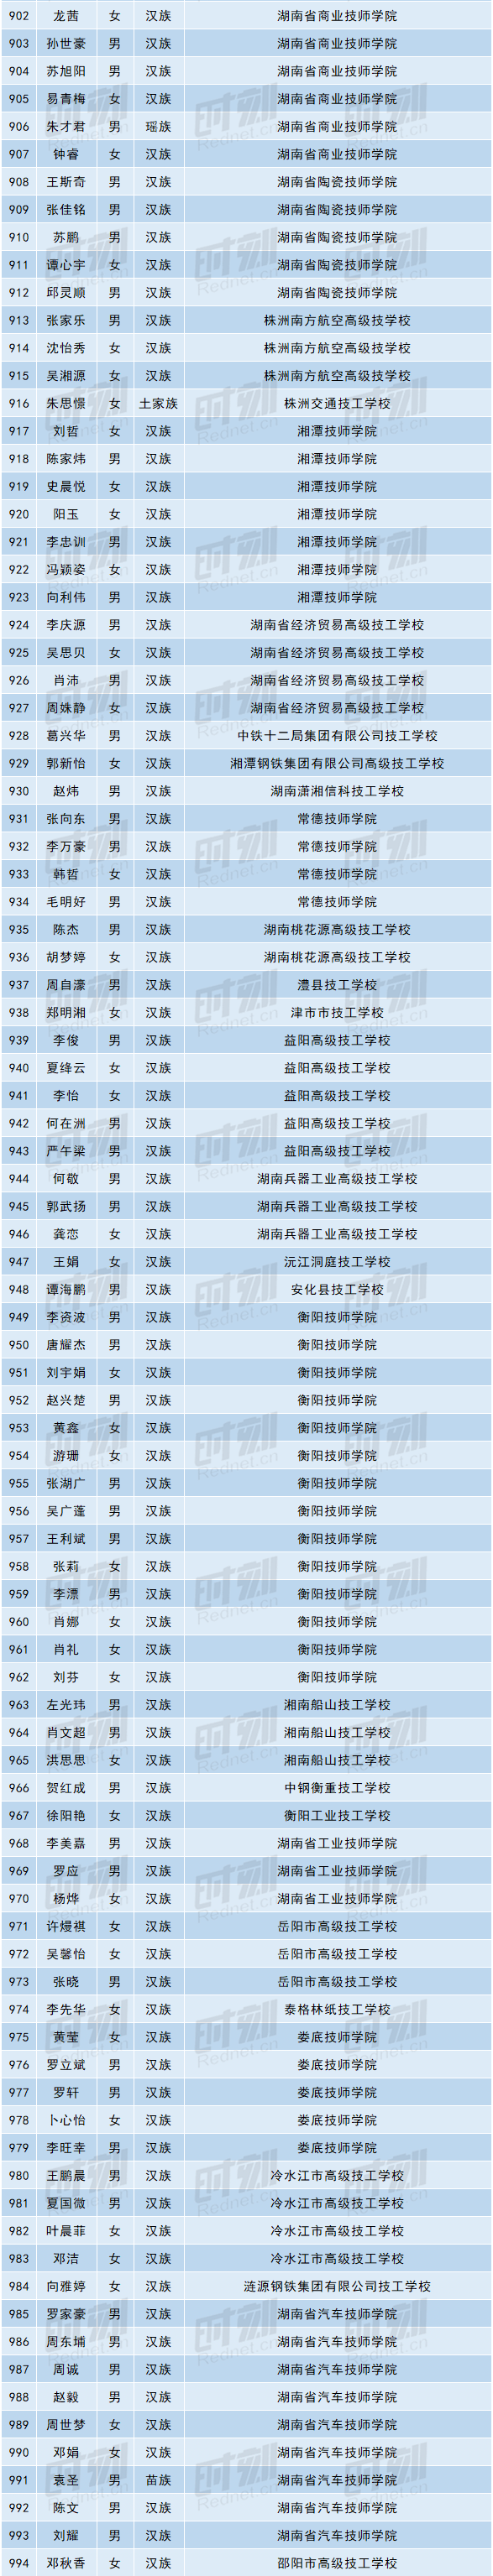 902 龙茜 女 汉族 湖南省商业技师学院
903 孙世豪 男 汉族 湖南省商业技师学院
904 苏旭阳 男 汉族 湖南省商业技师学院
905 易青梅 女 汉族 湖南省商业技师学院
906 朱才君 男 瑶族 湖南省商业技师学院
907 钟睿 女 汉族 湖南省商业技师学院
908 王斯奇 男 汉族 湖南省陶瓷技师学院
909 张佳铭 男 汉族 湖南省陶瓷技师学院
910 苏鹏 男 汉族 湖南省陶瓷技师学院
911 谭心宇 女 汉族 湖南省陶瓷技师学院
912 邱灵顺 男 汉族 湖南省陶瓷技师学院
913 张家乐 男 汉族 株洲南方航空高级技学校
914 沈怡秀 女 汉族 株洲南方航空高级技学校
915 吴湘源 女 汉族 株洲南方航空高级技学校
916 朱思憬 女 土家族 株洲交通技工学校
917 刘哲 女 汉族 湘潭技师学院
918 陈家炜 男 汉族 湘潭技师学院
919 史晨悦 女 汉族 湘潭技师学院
920 阳玉 女 汉族 湘潭技师学院
921 李忠训 男 汉族 湘潭技师学院
922 冯颖姿 女 汉族 湘潭技师学院
923 向利伟 男 汉族 湘潭技师学院
924 李庆源 男 汉族 湖南省经济贸易高级技工学校
925 吴思贝 女 汉族 湖南省经济贸易高级技工学校
926 肖沛 男 汉族 湖南省经济贸易高级技工学校
927 周姝静 女 汉族 湖南省经济贸易高级技工学校
928 葛兴华 男 汉族 中铁十二局集团有限公司技工学校
929 郭新怡 女 汉族 湘潭钢铁集团有限公司高级技工学校
930 赵炜 男 汉族 湖南潇湘信科技工学校
931 张向东 男 汉族 常德技师学院
932 李万豪 男 汉族 常德技师学院
933 韩哲 女 汉族 常德技师学院
934 毛明好 男 汉族 常德技师学院
935 陈杰 男 汉族 湖南桃花源高级技工学校
936 胡梦婷 女 汉族 湖南桃花源高级技工学校
937 周自濠 男 汉族 澧县技工学校
938 郑明湘 女 汉族 津市市技工学校
939 李俊 男 汉族 益阳高级技工学校
940 夏绛云 女 汉族 益阳高级技工学校
941 李怡 女 汉族 益阳高级技工学校
942 何在洲 男 汉族 益阳高级技工学校
943 严午梁 男 汉族 益阳高级技工学校
944 何敬 男 汉族 湖南兵器工业高级技工学校
945 郭武扬 男 汉族 湖南兵器工业高级技工学校
946 龚恋 女 汉族 湖南兵器工业高级技工学校
947 王娟 女 汉族 沅江洞庭技工学校
948 谭海鹏 男 汉族 安化县技工学校
949 李资波 男 汉族 衡阳技师学院
950 唐耀杰 男 汉族 衡阳技师学院
951 刘宇娟 女 汉族 衡阳技师学院
952 赵兴楚 男 汉族 衡阳技师学院
953 黄鑫 女 汉族 衡阳技师学院
954 游珊 女 汉族 衡阳技师学院
955 张湖广 男 汉族 衡阳技师学院
956 吴广蓬 男 汉族 衡阳技师学院
957 王利斌 男 汉族 衡阳技师学院
958 张莉 女 汉族 衡阳技师学院
959 李漂 男 汉族 衡阳技师学院
960 肖娜 女 汉族 衡阳技师学院
961 肖礼 女 汉族 衡阳技师学院
962 刘芬 女 汉族 衡阳技师学院
963 左光玮 男 汉族 湘南船山技工学校
964 肖文超 男 汉族 湘南船山技工学校
965 洪思思 女 汉族 湘南船山技工学校
966 贺红成 男 汉族 中钢衡重技工学校
967 徐阳艳 女 汉族 衡阳工业技工学校
968 李美嘉 男 汉族 湖南省工业技师学院
969 罗应 男 汉族 湖南省工业技师学院
970 杨烨 女 汉族 湖南省工业技师学院
971 许熳祺 女 汉族 岳阳市高级技工学校
972 吴馨怡 女 汉族 岳阳市高级技工学校
973 张晓 男 汉族 岳阳市高级技工学校
974 李先华 女 汉族 泰格林纸技工学校
975 黄莹 女 汉族 娄底技师学院
976 罗立斌 男 汉族 娄底技师学院
977 罗轩 男 汉族 娄底技师学院
978 卜心怡 女 汉族 娄底技师学院
979 李旺幸 男 汉族 娄底技师学院
980 王鹏晨 男 汉族 冷水江市高级技工学校
981 夏国微 男 汉族 冷水江市高级技工学校
982 叶晨菲 女 汉族 冷水江市高级技工学校
983 邓洁 女 汉族 冷水江市高级技工学校
984 向雅婷 女 汉族 涟源钢铁集团有限公司技工学校
985 罗家豪 男 汉族 湖南省汽车技师学院
986 周东埔 男 汉族 湖南省汽车技师学院
987 周诚 男 汉族 湖南省汽车技师学院
988 赵毅 男 汉族 湖南省汽车技师学院
989 周世梦 女 汉族 湖南省汽车技师学院
990 邓娟 女 汉族 湖南省汽车技师学院
991 袁圣 男 苗族 湖南省汽车技师学院
992 陈文 男 汉族 湖南省汽车技师学院
993 刘耀 男 汉族 湖南省汽车技师学院
994 邓秋香 女 汉族 邵阳市高级技工学校